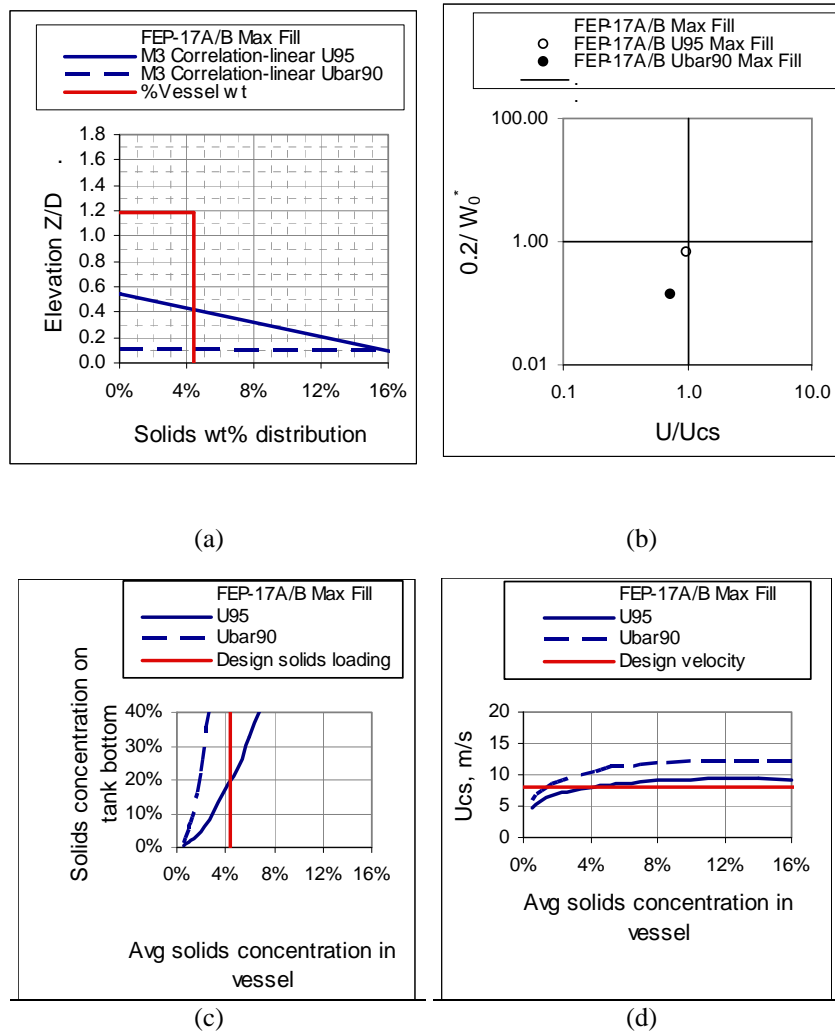 FEP-17A/B Max Fill
M3 Correlation-linear U95
M3 Correlation-linear Ubar90
%Vessel wt
1.8
1.6
1.4
1.2
1.0
0.8
0.6
0.4
0.2
0.0
Elevation Z/D
0% 4% 8% 12% 16%
Solids wt% distribution
(a)
FEP-17A/B Max Fill
FEP-17A/B U95 Max Fill
FEP-17A/B Ubar90 Max Fill
100.00
1.00
0.01
0.2/ W0*
0.1 1.0 10.0
U/Ucs
(b)
FEP-17A/B Max Fill
U95
Ubar90
Design solids loading
Solids concentration on
tank bottom
40%
30%
20%
10%
0%
0% 4% 8% 12% 16%
Avg solids concentration in
vessel
(c)
FEP-17A/B Max Fill
U95
Ubar90
Design velocity
Ucs, m/s
20
15
10
5
0
0% 4% 8% 12% 16%
Avg solids concentration in
vessel
(d)